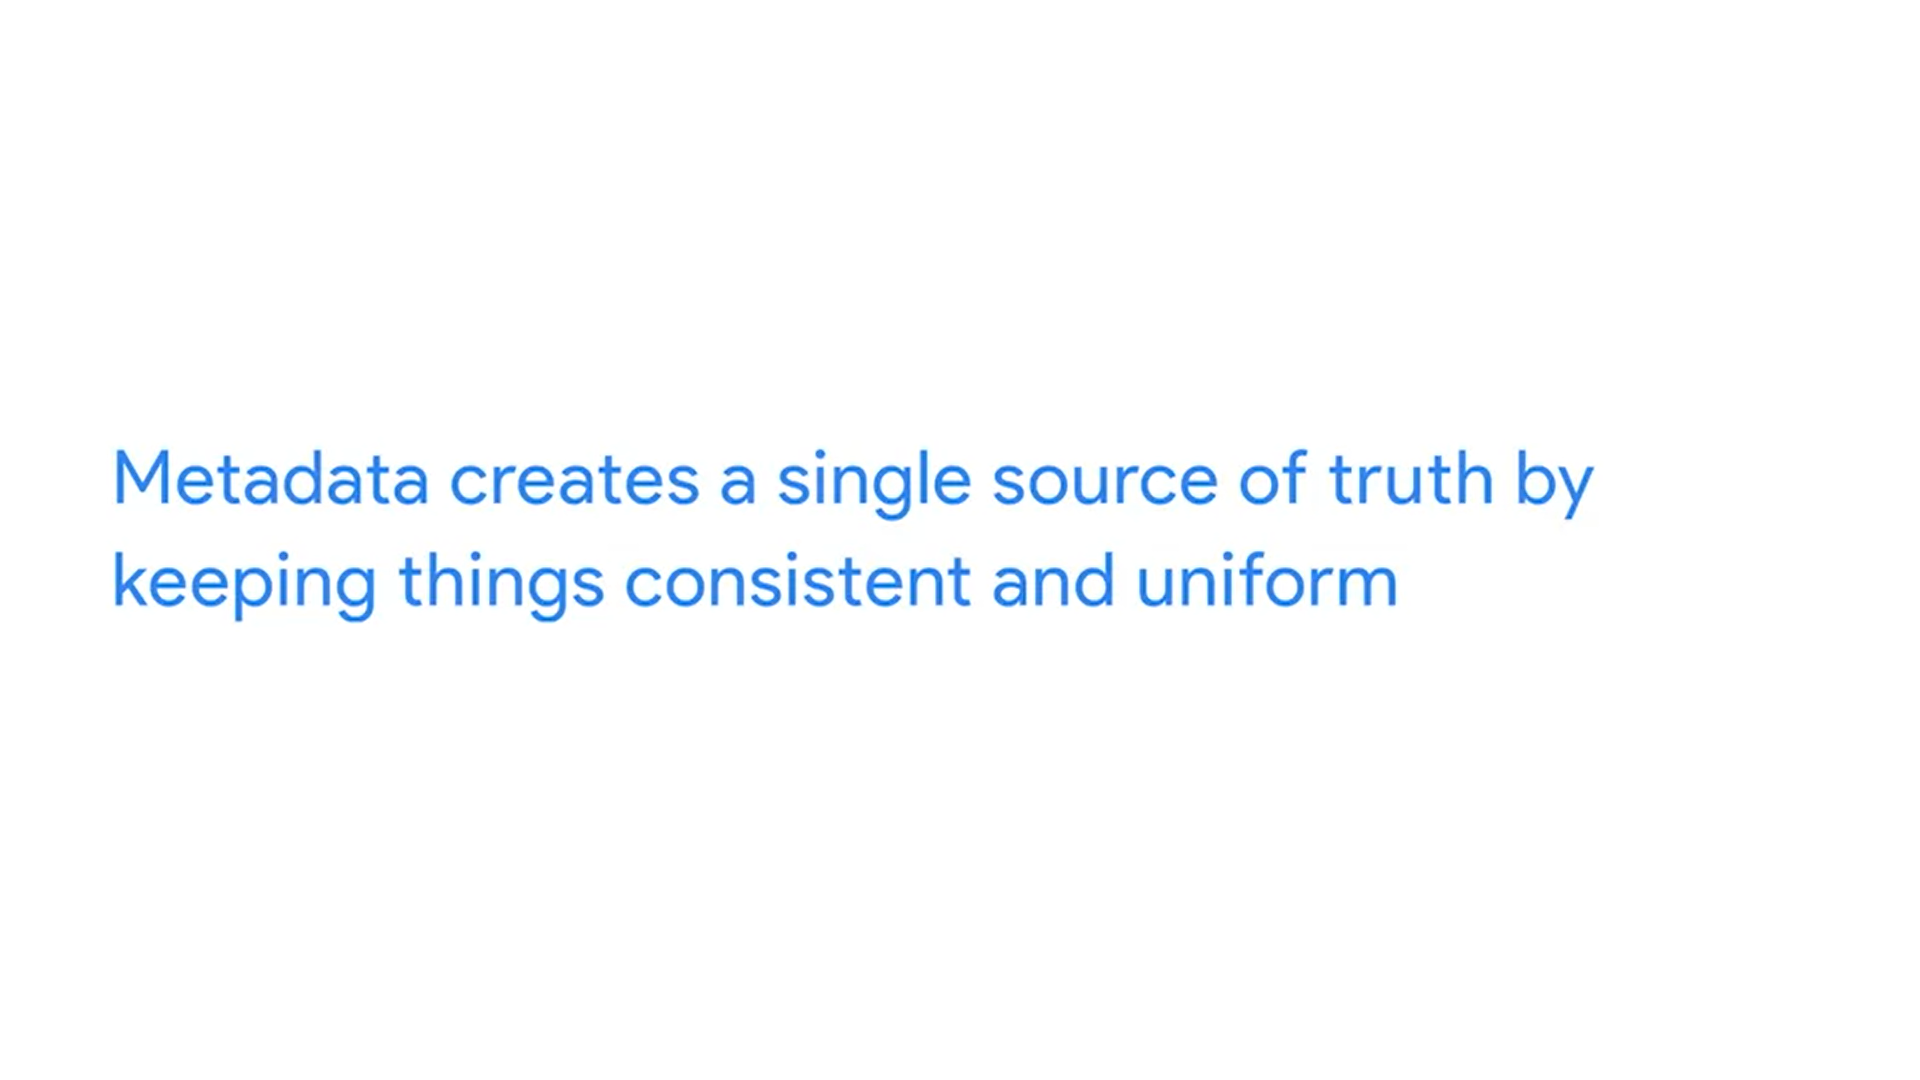 Metadata creates a single source of truth by
keeping things consistent and uniform